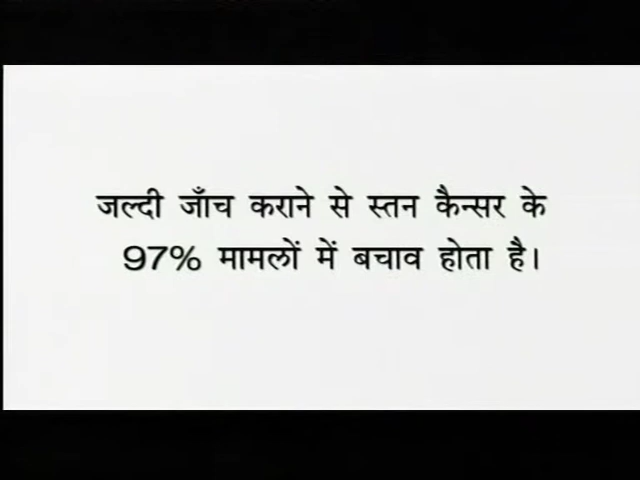 जल्दी जाँच कराने से स्तन कैन्सर के
97% मामलों में बचाव होता है।